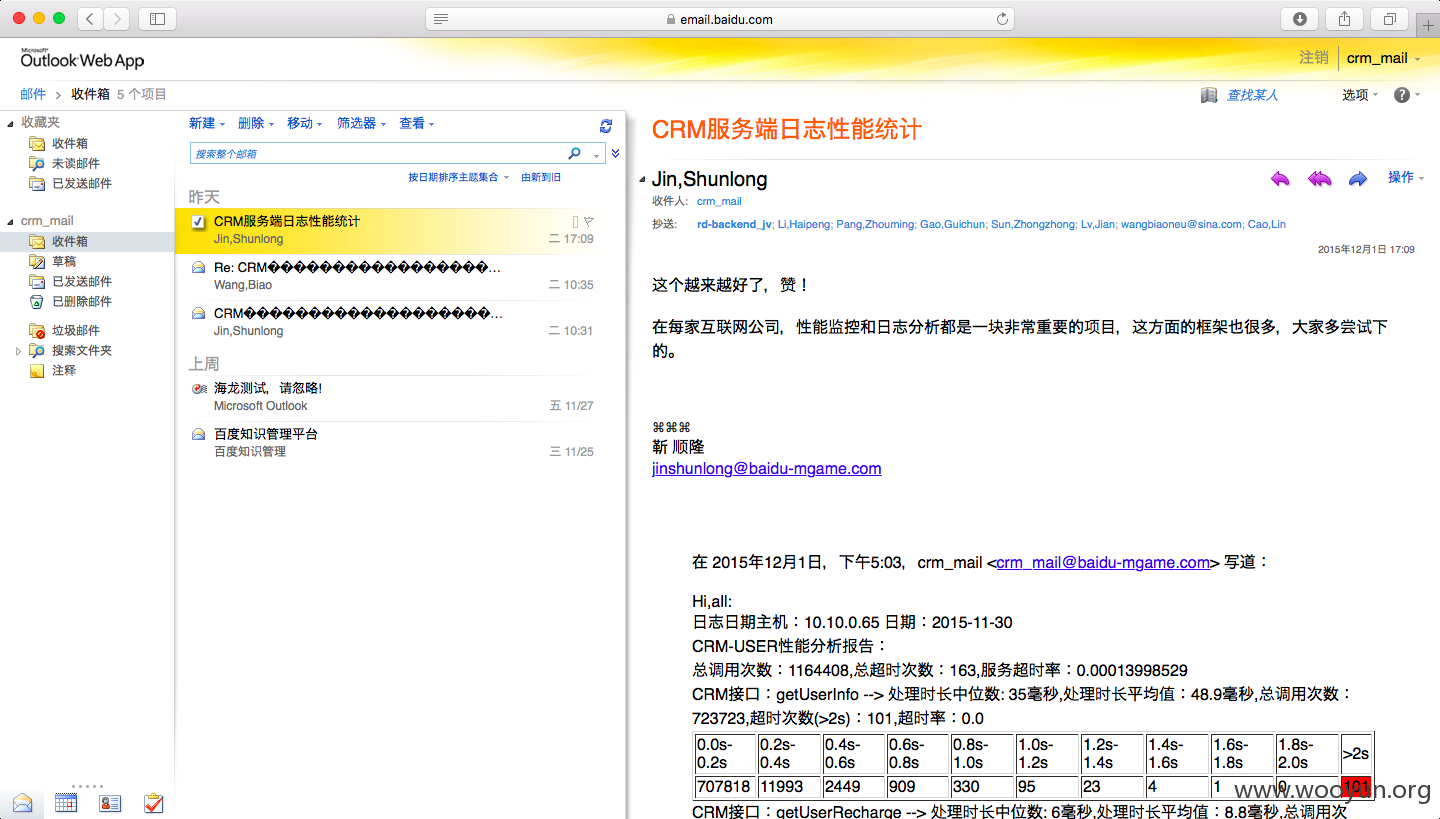 email.baidu.com
Microsoft®
Outlook Web App
注销
crm_mail
邮件 > 收件箱 5 个项目
查找某人
选项
收藏夹
收件箱
未读邮件
已发送邮件
crm_mail
收件箱
草稿
已发送邮件
已删除邮件
垃圾邮件
搜索文件夹
注释
新建 删除 移动 筛选器 查看
搜索整个邮箱
按日期排序主题集合 由新到旧
昨天
CRM服务端日志性能统计
Jin,Shunlong 二 17:09
Re: CRM����������������������…
Wang,Biao 二 10:35
CRM������������������������…
Jin,Shunlong 二 10:31
上周
海龙测试，请忽略!
Microsoft Outlook 五 11/27
百度知识管理平台
百度知识管理 三 11/25
CRM服务端日志性能统计
Jin,Shunlong
操作
收件人: crm_mail
抄送: rd-backend_jv; Li,Haipeng; Pang,Zhouming; Gao,Guichun; Sun,Zhongzhong; Lv,Jian; wangbiaoneu@sina.com; Cao,Lin
2015年12月1日 17:09
这个越来越好了，赞！
在每家互联网公司，性能监控和日志分析都是一块非常重要的项目，这方面的框架也很多，大家多尝试下
的。
⌘⌘⌘
靳 顺隆
jinshunlong@baidu-mgame.com
在 2015年12月1日，下午5:03，crm_mail <crm_mail@baidu-mgame.com> 写道：
Hi,all:
日志日期主机：10.10.0.65 日期：2015-11-30
CRM-USER性能分析报告：
总调用次数：1164408,总超时次数：163,服务超时率：0.00013998529
CRM接口：getUserInfo --> 处理时长中位数: 35毫秒,处理时长平均值：48.9毫秒,总调用次数：
723723,超时次数(>2s)：101,超时率：0.0
0.0s-0.2s 0.2s-0.4s 0.4s-0.6s 0.6s-0.8s 0.8s-1.0s 1.0s-1.2s 1.2s-1.4s 1.4s-1.6s 1.6s-1.8s 1.8s-2.0s >2s
707818 11993 2449 909 330 95 23 4 1 0 101
CRM接口：getUserRecharge --> 处理时长中位数: 6毫秒,处理时长平均值：8.8毫秒,总调用次
www.wooyun.org